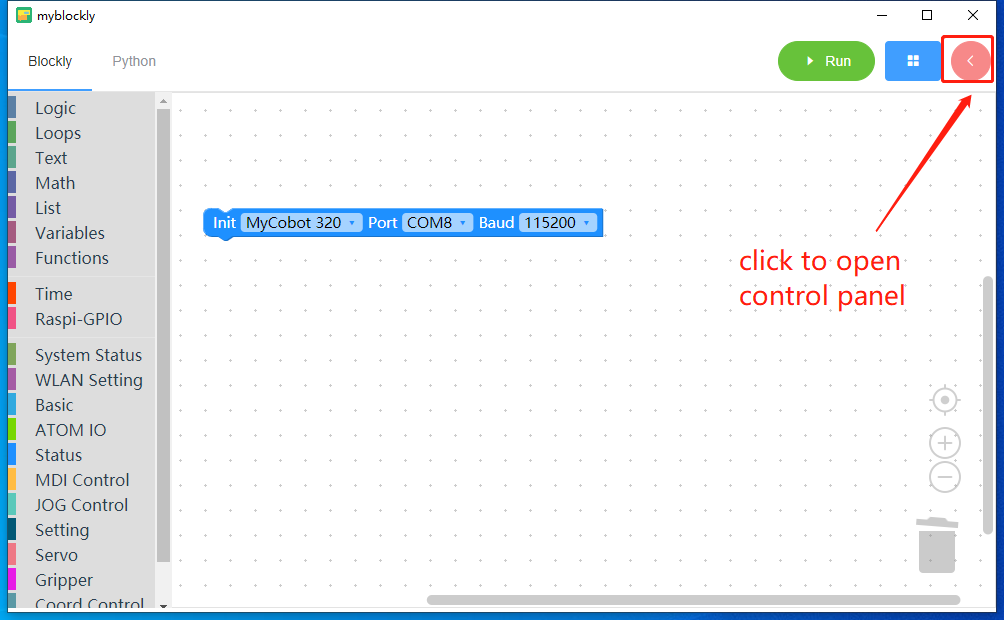 myblockly
Blockly
Python
Run
Logic
Loops
Text
Math
List
Variables
Functions
Time
Raspi-GPIO
System Status
WLAN Setting
Basic
ATOM IO
Status
MDI Control
JOG Control
Setting
Servo
Gripper
Coord Control
Init MyCobot 320 Port COM8 Baud 115200
click to open
control panel